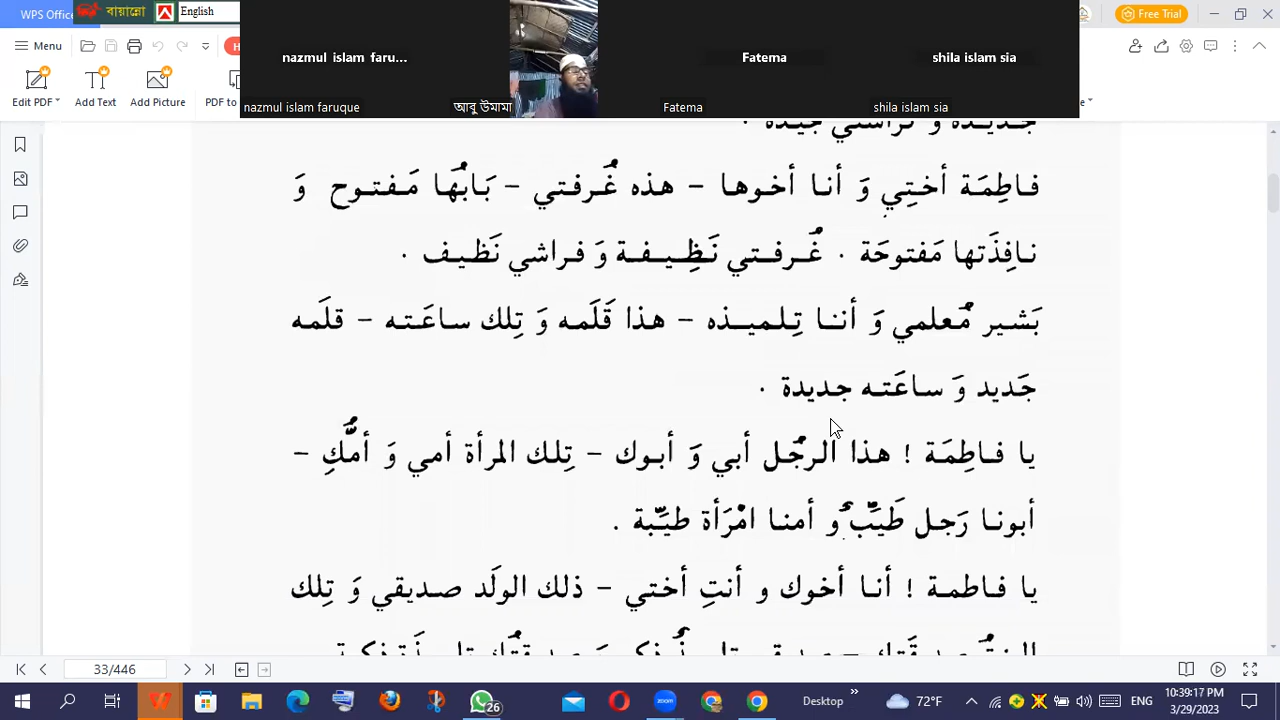 WPS Office
বায়ান্নো
English
Free Trial
nazmul islam faru...
Fatema
shila islam sia
Menu
Edit PDF
Add Text
Add Picture
PDF to
nazmul islam faruque
আবু উমামা
Fatema
shila islam sia
جديدة و جيدة .
فاطِمَة أختِي وَ أنا أخوها – هذه غُرفتي – بَابُها مَفتوح وَ
نافِذَتها مَفتوحَة . غُرفتي نَظِيفة وَ فراشي نَظيف .
بَشير مُعلمي وَ أنا تِلميذه – هذا قَلَمه وَ تِلك ساعَته – قلَمه
جَديد وَ ساعَته جديدة .
يا فاطِمَة ! هذا الرجُل أبي وَ أبوك – تِلك المرأة أمي وَ أمُّكِ –
أبونا رَجل طَيِّبٌ و أمنا امْرَأة طيِّبة .
يا فاطمة ! أنا أخوك و أنتِ أختي – ذلك الولَد صديقي وَ تِلك
33/446
26
Desktop
72°F
ENG
10:39:17 PM
3/29/2023